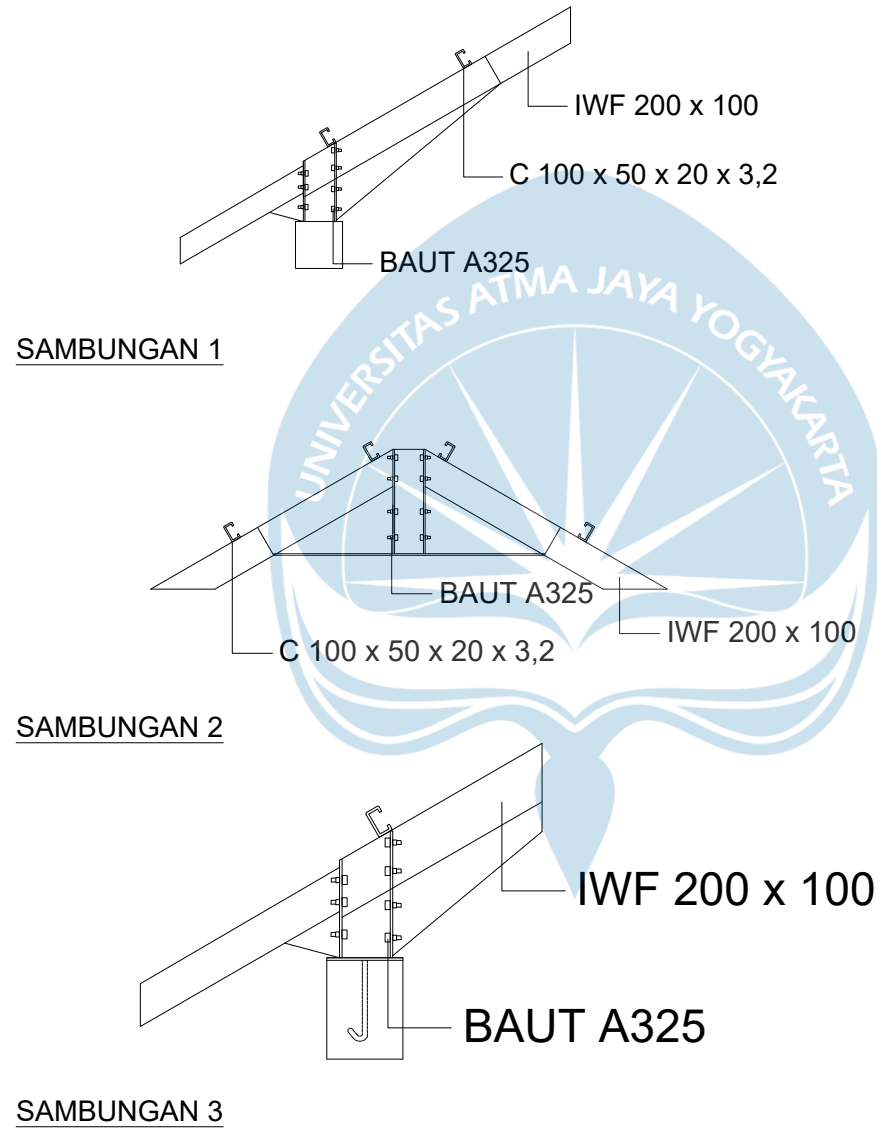 IWF 200 x 100
C 100 x 50 x 20 x 3,2
BAUT A325
SAMBUNGAN 1
UNIVERSITAS ATMA JAYA YOGYAKARTA
BAUT A325
IWF 200 x 100
C 100 x 50 x 20 x 3,2
SAMBUNGAN 2
IWF 200 x 100
BAUT A325
SAMBUNGAN 3